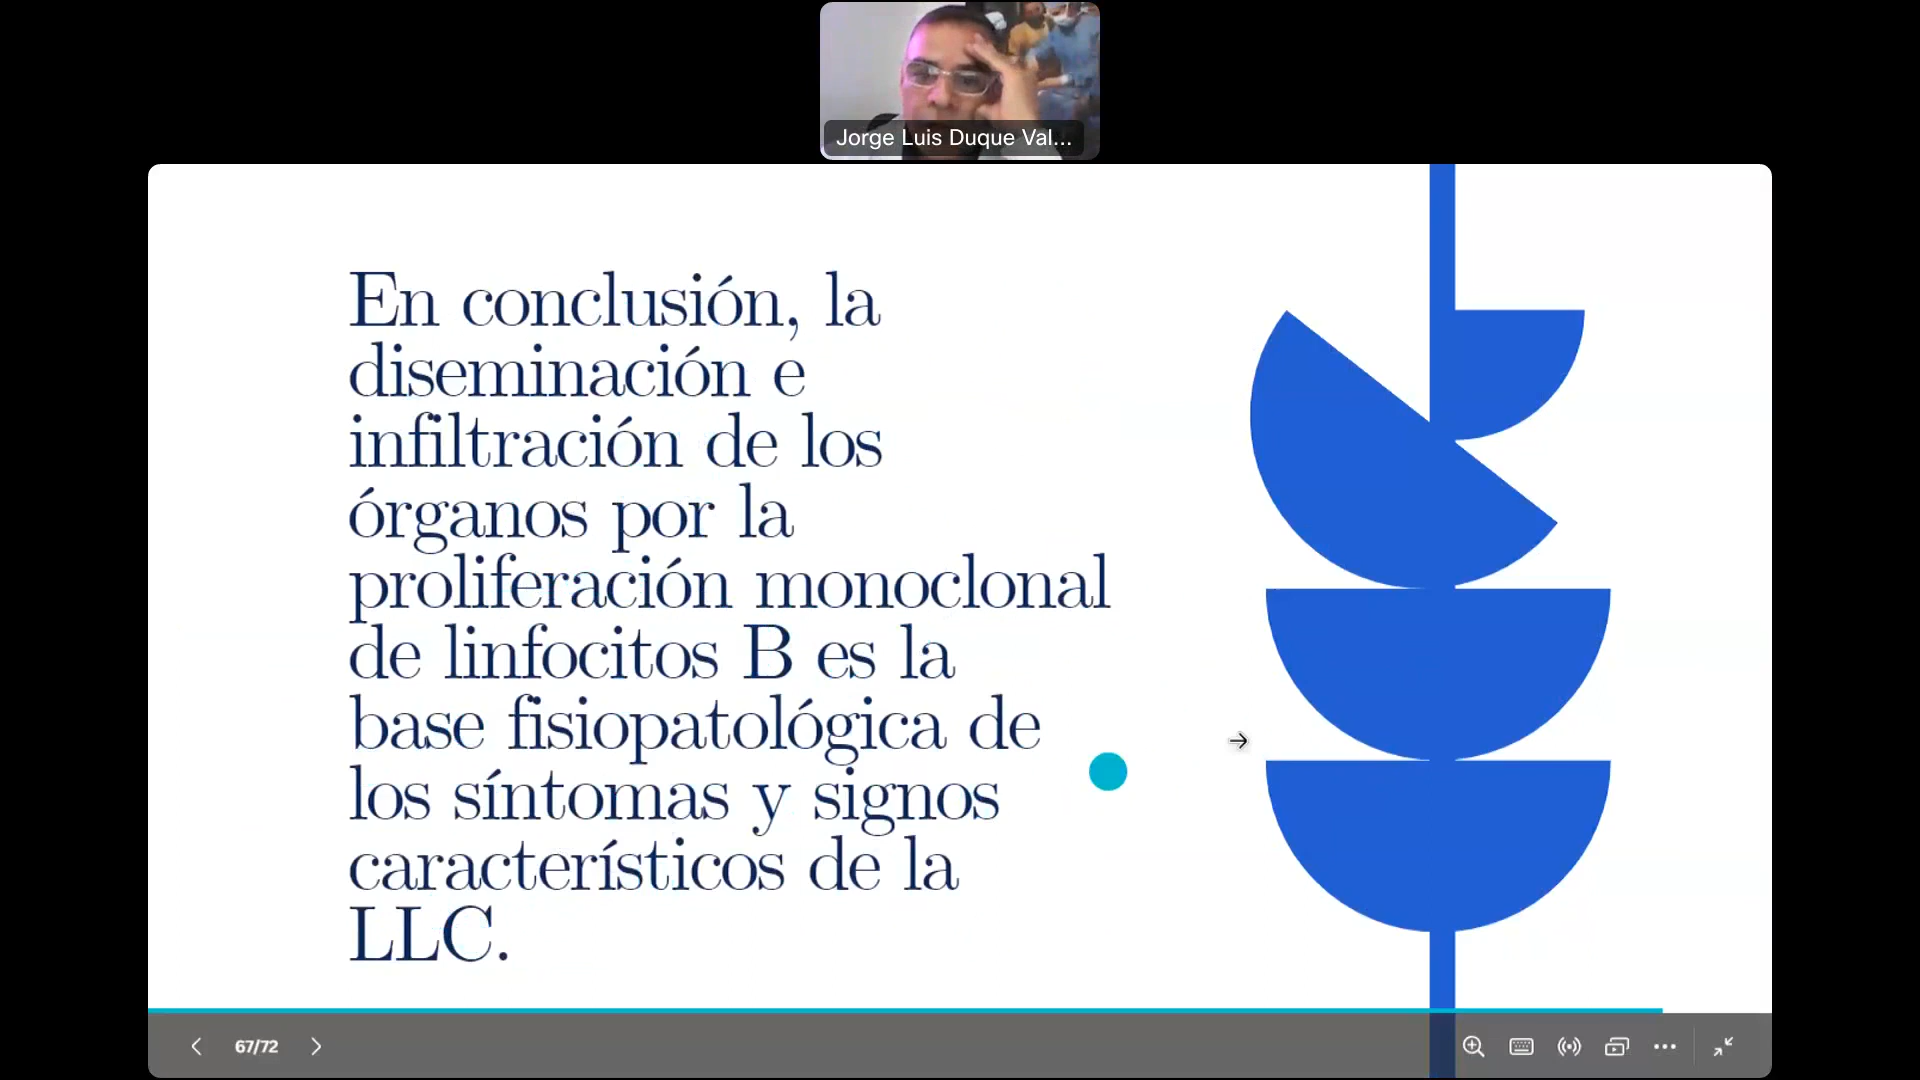 Jorge Luis Duque Val...
En conclusión, la
diseminación e
infiltración de los
órganos por la
proliferación monoclonal
de linfocitos B es la
base fisiopatológica de
los síntomas y signos
característicos de la
LLC.
67/72